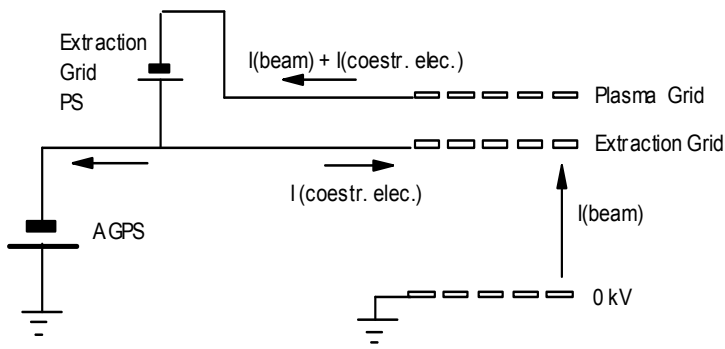 Extraction
Grid
PS
I(beam) + I(coestr. elec.)
Plasma Grid
Extraction Grid
I (coestr. elec.)
I(beam)
AGPS
0 kV